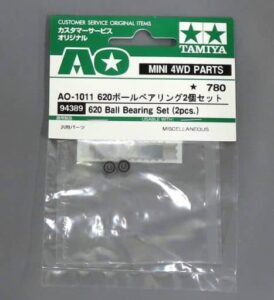 CUSTOMER SERVICE ORIGINAL ITEMS
カスタマーサービス
オリジナル
AO
TAMIYA
MINI 4WD PARTS
★ 780
AO-1011 620ボールベアリング2個セット
94389 620 Ball Bearing Set (2pcs.)
USABLE WITH:
MISCELLANEOUS